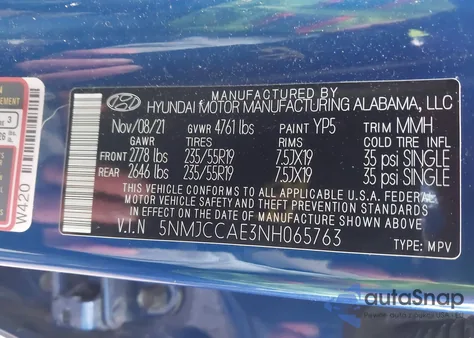 EMENT
3
26
W420
MANUFACTURED BY
HYUNDAI MOTOR MANUFACTURING ALABAMA, LLC
Nov/08/21 GVWR 4761 lbs PAINT YP5 TRIM MMH
GAWR TIRES RIMS COLD TIRE INFL
FRONT 2778 lbs 235/55R19 7.5JX19 35 psi SINGLE
REAR 2646 lbs 235/55R19 7.5JX19 35 psi SINGLE
THIS VEHICLE CONFORMS TO ALL APPLICABLE U.S.A. FEDERAL
MOTOR VEHICLE SAFETY AND THEFT PREVENTION STANDARDS
IN EFFECT ON THE DATE OF MANUFACTURE SHOWN ABOVE.
V.I.N 5NMJCCAE3NH065763
TYPE: MPV
autoSnap